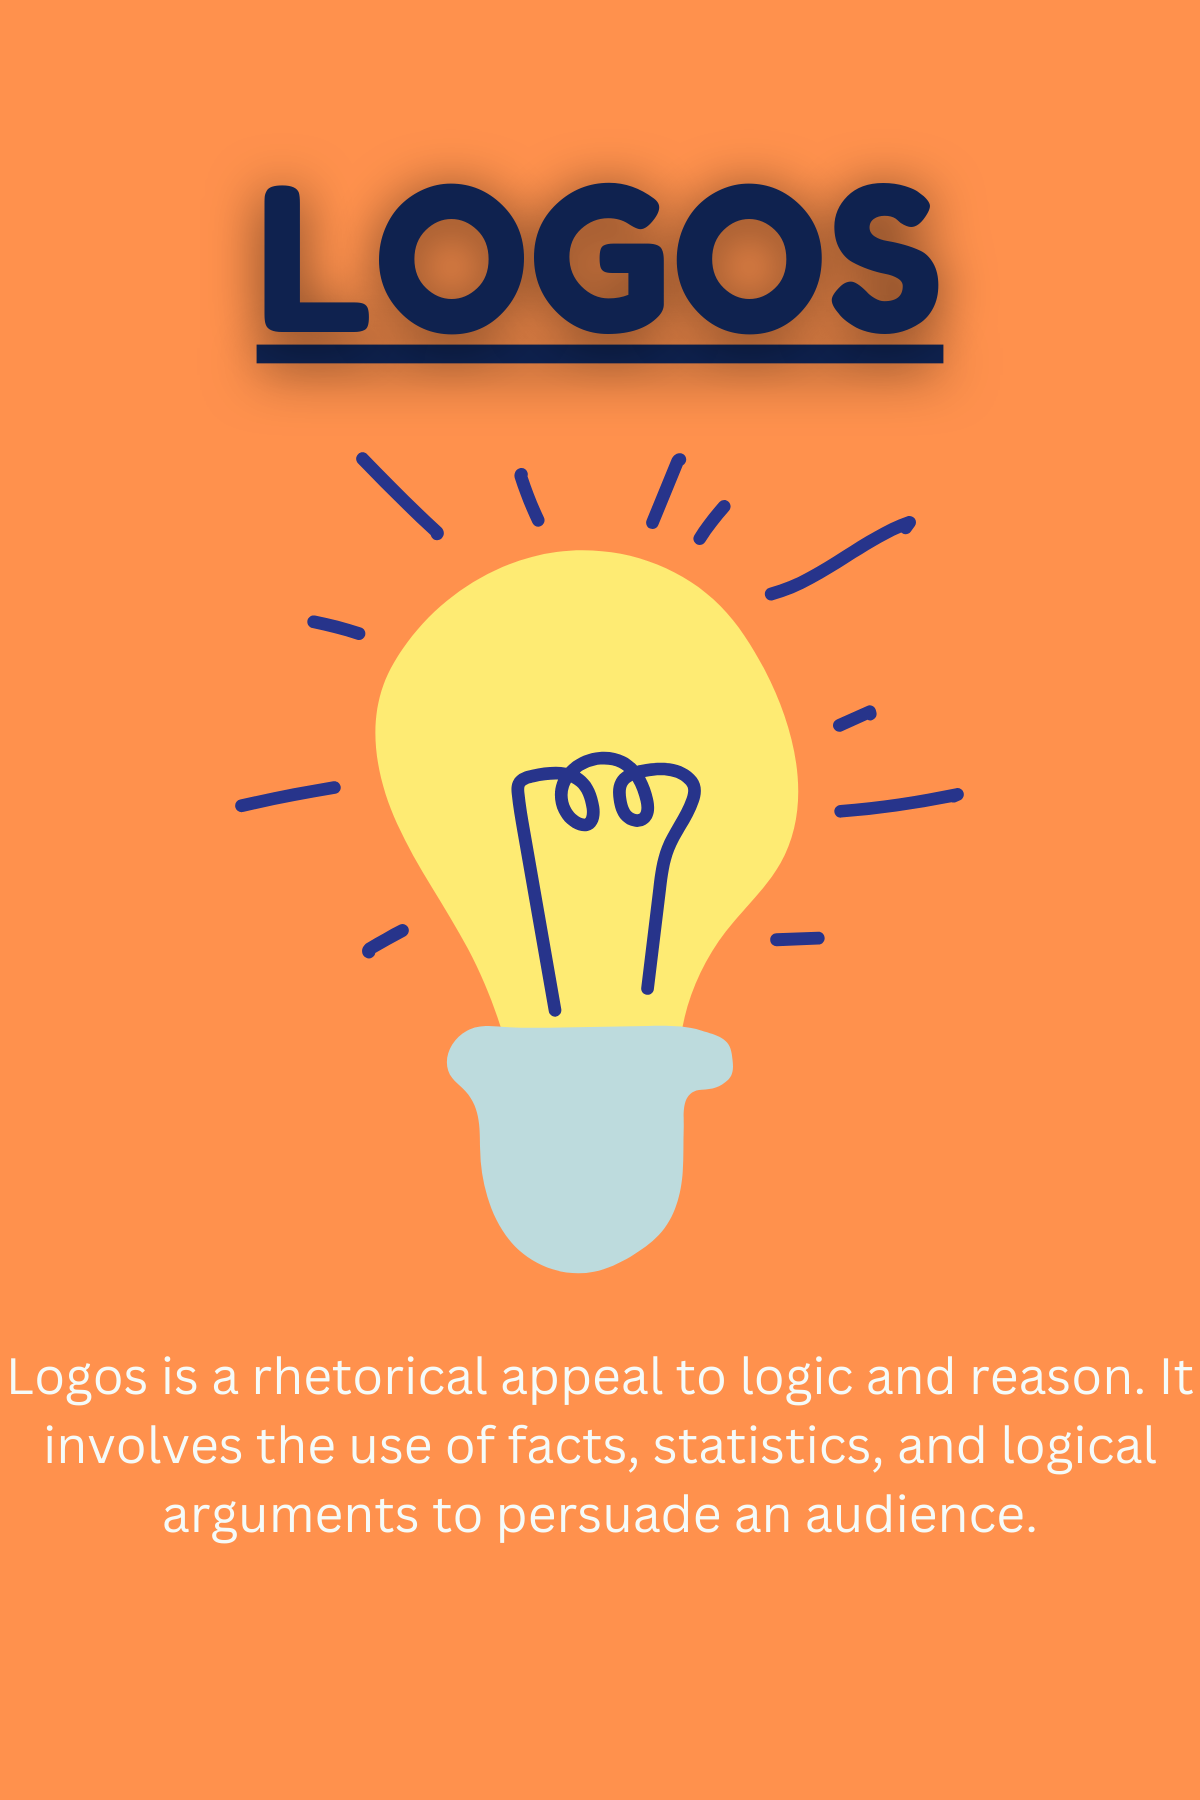 LOGOS
Logos is a rhetorical appeal to logic and reason. It
involves the use of facts, statistics, and logical
arguments to persuade an audience.